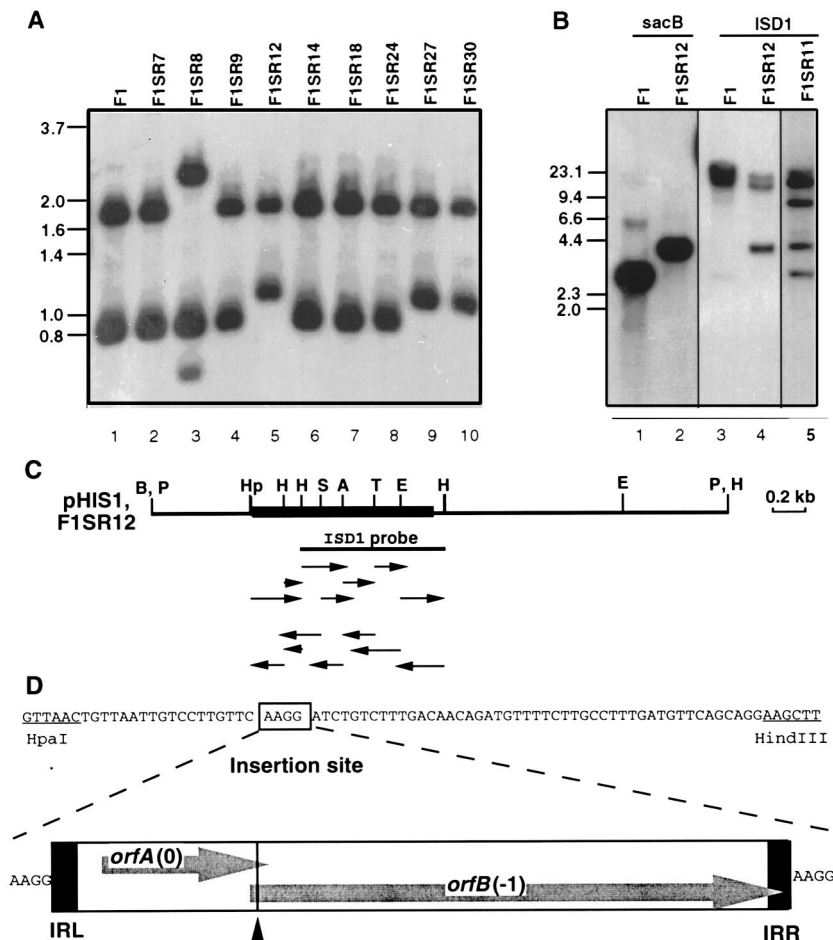 A
F1
F1SR7
F1SR8
F1SR9
F1SR12
F1SR14
F1SR18
F1SR24
F1SR27
F1SR30
3.7
2.0
1.6
1.4
1.0
0.8
1 2 3 4 5 6 7 8 9 10
B
sacB ISD1
F1
F1SR12
F1
F1SR12
F1SR11
23.1
9.4
6.6
4.4
2.3
2.0
1 2 3 4 5
C
B, P Hp H H S A T E H E P, H
pHIS1,
F1SR12
0.2 kb
ISD1 probe
D
GTTAACTGTTAATTGTCCTTGTTC AAGG ATCTGTCTTTGACAACAGATGTTTTCTTGCCTTTGATGTTCAGCAGGAAGCTT
HpaI HindIII
Insertion site
orfA(0)
AAGG AAGG
orfB(-1)
IRL IRR